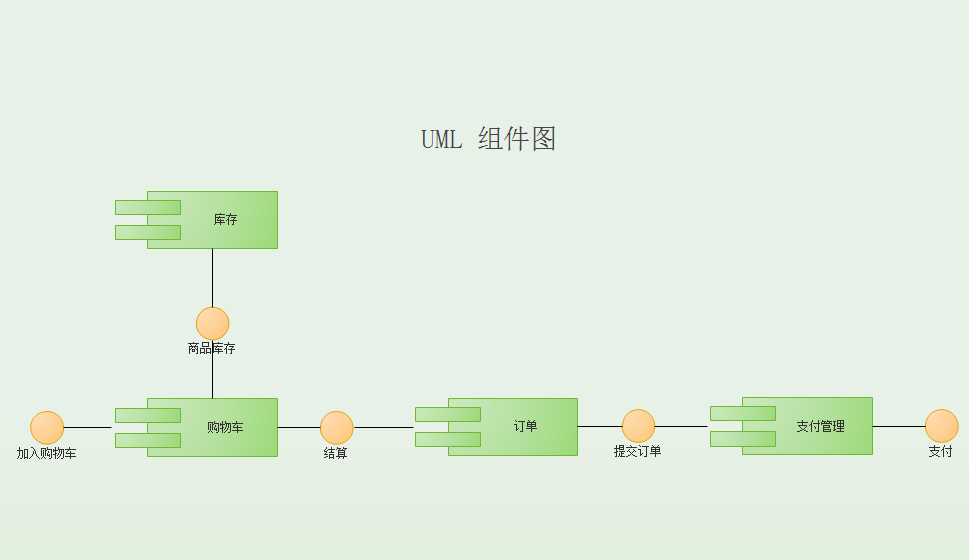 UML 组件图
库存
商品库存
购物车
订单
支付管理
加入购物车
结算
提交订单
支付